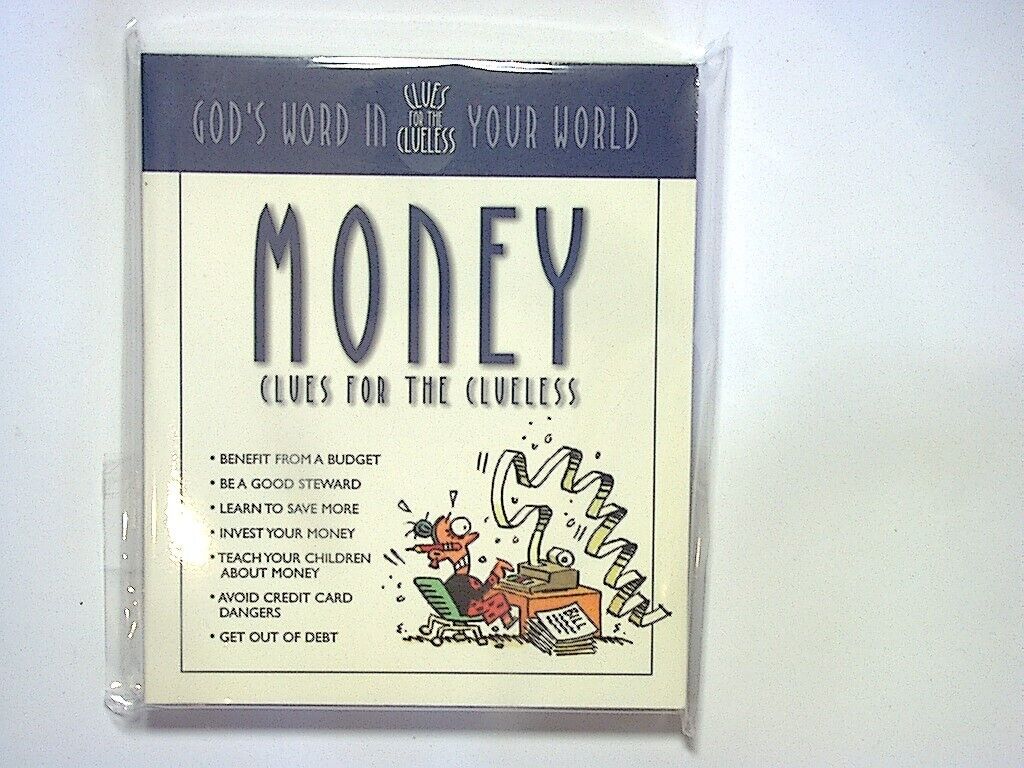 GOD'S WORD IN CLUES FOR THE CLUELESS YOUR WORLD
MONEY
CLUES FOR THE CLUELESS
• BENEFIT FROM A BUDGET
• BE A GOOD STEWARD
• LEARN TO SAVE MORE
• INVEST YOUR MONEY
• TEACH YOUR CHILDREN
ABOUT MONEY
• AVOID CREDIT CARD
DANGERS
• GET OUT OF DEBT
BILL